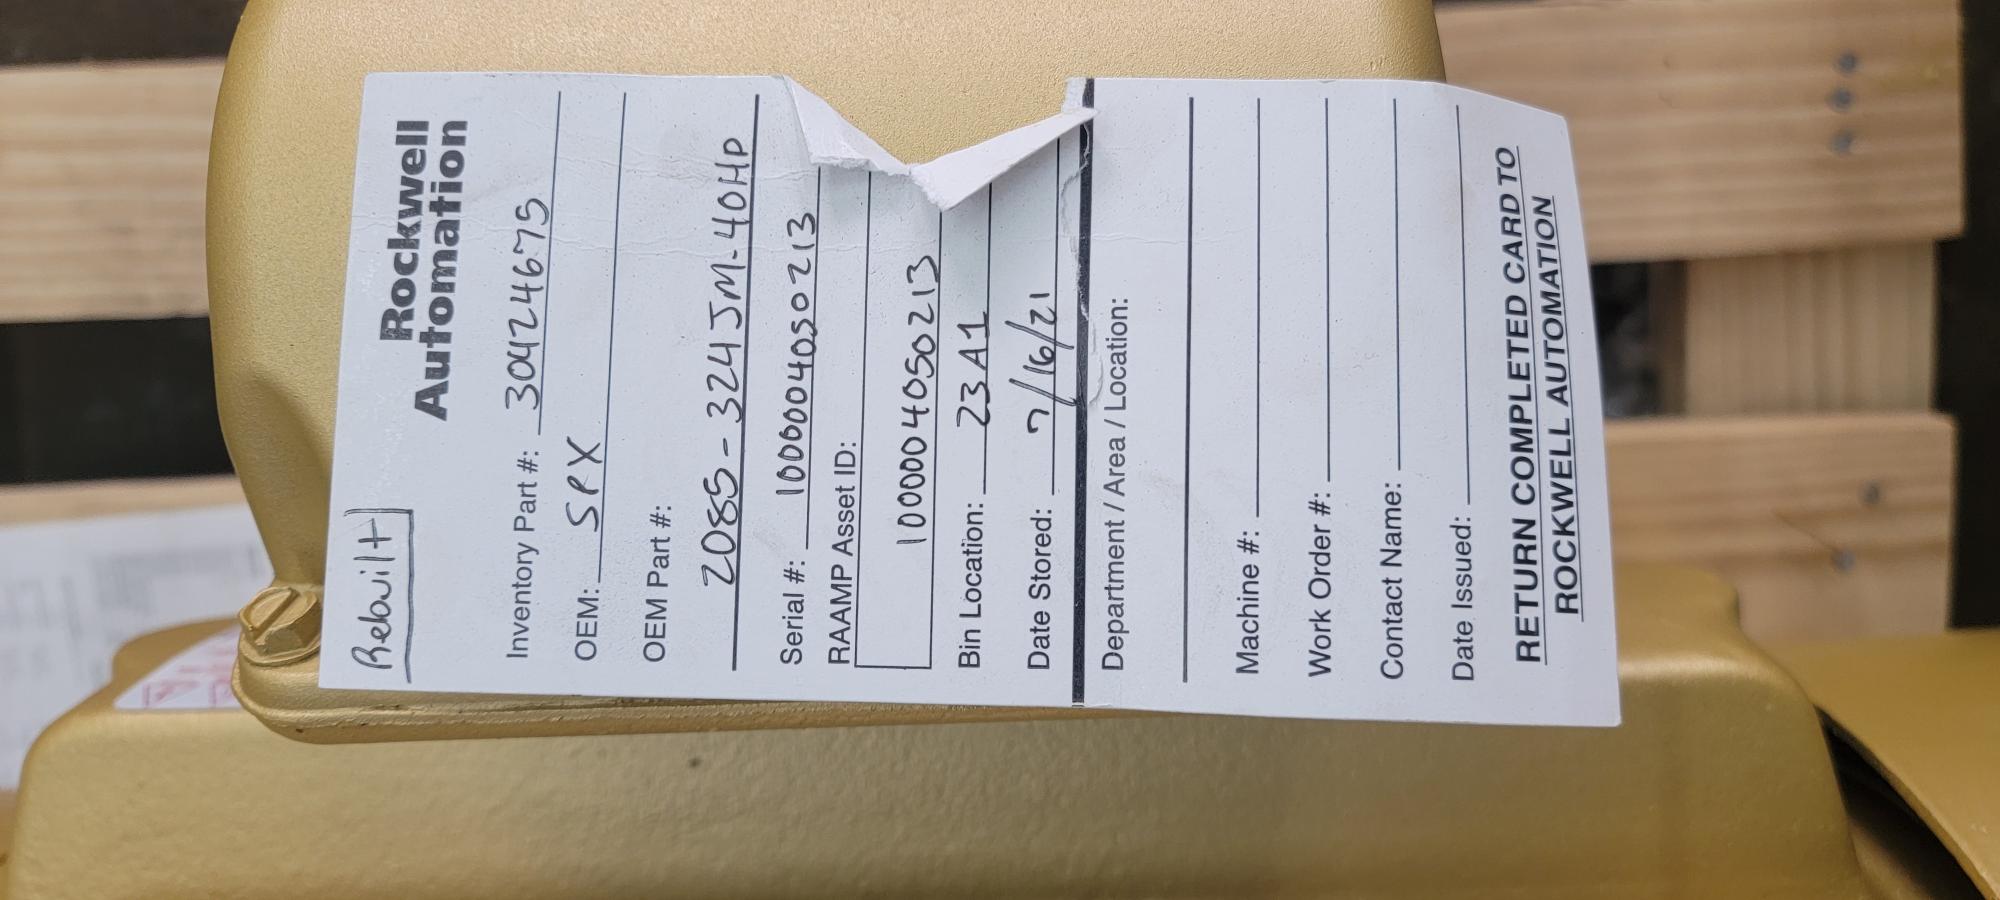 Rebuilt
Rockwell
Automation
Inventory Part #: 30424675
OEM: SPX
OEM Part #:
2085-324JM-40HP
Serial #: 100004050213
RAAMP Asset ID:
100004050213
Bin Location: 23A1
Date Stored: 7/16/21
Department / Area / Location:
Machine #:
Work Order #:
Contact Name:
Date Issued:
RETURN COMPLETED CARD TO
ROCKWELL AUTOMATION